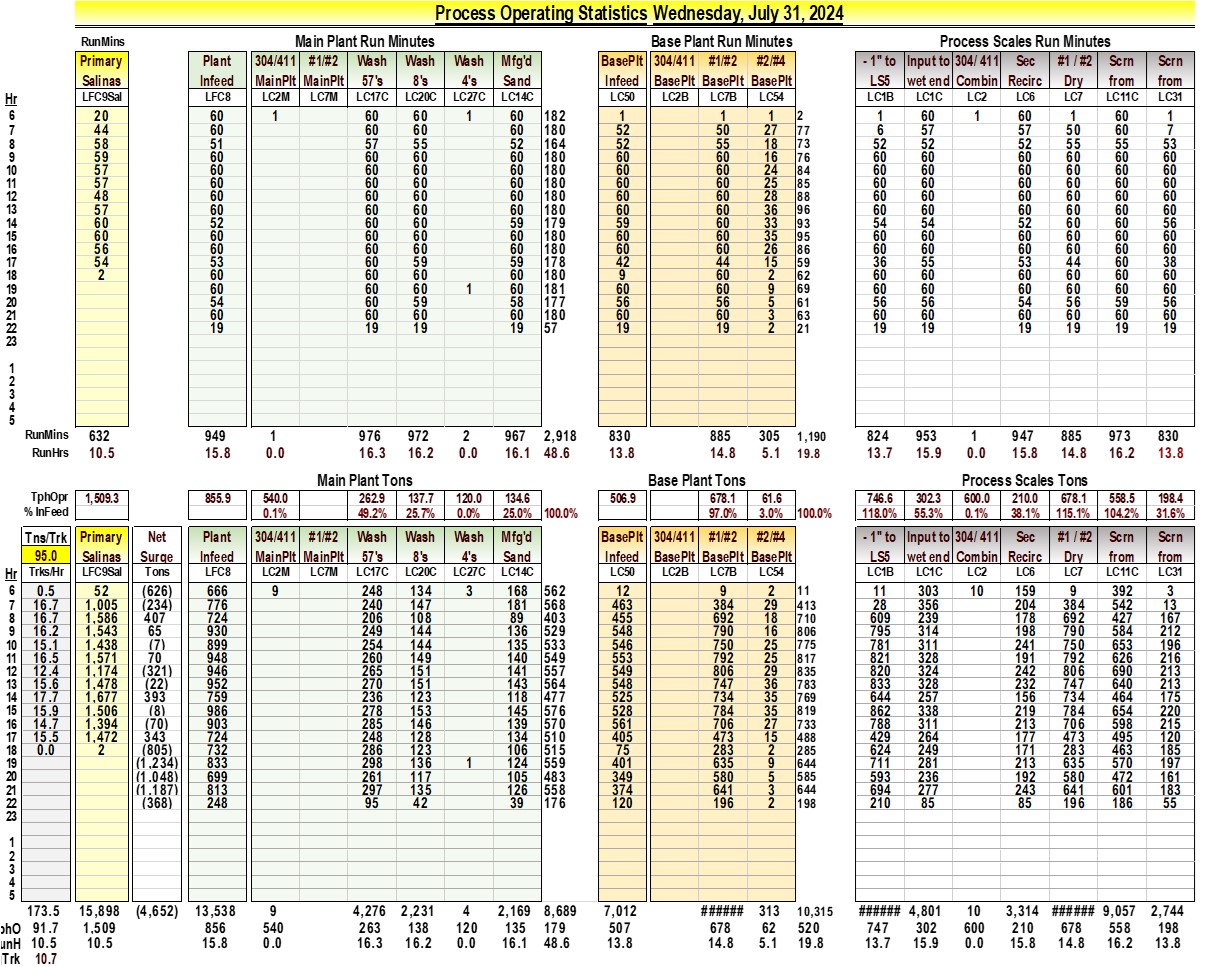 Process Operating Statistics Wednesday, July 31, 2024
RunMins Main Plant Run Minutes Base Plant Run Minutes Process Scales Run Minutes
Primary Plant 304/411 #1/#2 Wash Wash Wash Mfg'd BasePlt 304/411 #1/#2 #2/#4 - 1" to Input to 304/ 411 Sec #1 / #2 Scrn Scrn
Salinas Infeed MainPlt MainPlt 57's 8's 4's Sand Infeed BasePlt BasePlt BasePlt LS5 wet end Combin Recirc Dry from from
Hr LFC9Sal LFC8 LC2M LC7M LC17C LC20C LC27C LC14C LC50 LC2B LC7B LC54 LC1B LC1C LC2 LC6 LC7 LC11C LC31
6 20 60 1 60 60 1 60 182 1 1 1 2 1 60 1 60 1 60 1
7 44 60 60 60 60 180 52 50 27 77 6 57 57 50 60 7
8 58 51 57 55 52 164 52 55 18 73 52 52 52 55 55 53
9 59 60 60 60 60 180 60 60 16 76 60 60 60 60 60 60
10 57 60 60 60 60 180 60 60 24 84 60 60 60 60 60 60
11 57 60 60 60 60 180 60 60 25 85 60 60 60 60 60 60
12 48 60 60 60 60 180 60 60 28 88 60 60 60 60 60 60
13 57 60 60 60 60 180 60 60 36 96 60 60 60 60 60 60
14 60 52 60 60 59 179 59 60 33 93 54 54 52 60 60 56
15 60 60 60 60 60 180 60 60 35 95 60 60 60 60 60 60
16 56 60 60 60 60 180 60 60 26 86 60 60 60 60 60 60
17 54 53 60 59 59 178 42 44 15 59 36 55 53 44 60 38
18 2 60 60 60 60 180 9 60 2 62 60 60 60 60 60 60
19 60 60 60 1 60 181 60 60 9 69 60 60 60 60 60 60
20 54 60 59 58 177 56 56 5 61 56 56 54 56 59 56
21 60 60 60 60 180 60 60 3 63 60 60 60 60 60 60
22 19 19 19 19 57 19 19 2 21 19 19 19 19 19 19
23
1
2
3
4
5
RunMins 632 949 1 976 972 2 967 2,918 830 885 305 1,190 824 953 1 947 885 973 830
RunHrs 10.5 15.8 0.0 16.3 16.2 0.0 16.1 48.6 13.8 14.8 5.1 19.8 13.7 15.9 0.0 15.8 14.8 16.2 13.8
Main Plant Tons Base Plant Tons Process Scales Tons
TphOpr 1,509.3 855.9 540.0 262.9 137.7 120.0 134.6 506.9 678.1 61.6 746.6 302.3 600.0 210.0 678.1 558.5 198.4
% InFeed 0.1% 49.2% 25.7% 0.0% 25.0% 100.0% 97.0% 3.0% 100.0% 118.0% 55.3% 0.1% 38.1% 115.1% 104.2% 31.6%
Tns/Trk Primary Net Plant 304/411 #1/#2 Wash Wash Wash Mfg'd BasePlt 304/411 #1/#2 #2/#4 - 1" to Input to 304/ 411 Sec #1 / #2 Scrn Scrn
95.0 Salinas Surge Infeed MainPlt MainPlt 57's 8's 4's Sand Infeed BasePlt BasePlt BasePlt LS5 wet end Combin Recirc Dry from from
Hr Trks/Hr LFC9Sal Tons LFC8 LC2M LC7M LC17C LC20C LC27C LC14C LC50 LC2B LC7B LC54 LC1B LC1C LC2 LC6 LC7 LC11C LC31
6 0.5 52 (626) 666 9 248 134 3 168 562 12 9 2 11 11 303 10 159 9 392 3
7 16.7 1,005 (234) 776 240 147 181 568 463 384 29 413 28 356 204 384 542 13
8 16.7 1,586 407 724 206 108 89 403 455 692 18 710 609 239 178 692 427 167
9 16.2 1,543 65 930 249 144 136 529 548 790 16 806 795 314 198 790 584 212
10 15.1 1,438 (7) 899 254 144 135 533 546 750 25 775 781 311 241 750 653 196
11 16.5 1,571 70 948 260 149 140 549 553 792 25 817 821 328 191 792 626 216
12 12.4 1,174 (321) 946 265 151 141 557 549 806 29 835 820 324 242 806 690 213
13 15.6 1,478 (22) 952 270 151 143 564 548 747 36 783 833 328 232 747 640 213
14 17.7 1,677 393 759 236 123 118 477 525 734 35 769 644 257 156 734 464 175
15 15.9 1,506 (8) 986 278 153 145 576 528 784 35 819 862 338 219 784 654 220
16 14.7 1,394 (70) 903 285 146 139 570 561 706 27 733 788 311 213 706 598 215
17 15.5 1,472 343 724 248 128 134 510 405 473 15 488 429 264 177 473 495 120
18 0.0 2 (805) 732 286 123 106 515 75 283 2 285 624 249 171 283 463 185
19 (1,234) 833 298 136 1 124 559 401 635 9 644 711 281 213 635 570 197
20 (1,048) 699 261 117 105 483 349 580 5 585 593 236 192 580 472 161
21 (1,187) 813 297 135 126 558 374 641 3 644 694 277 243 641 601 183
22 (368) 248 95 42 39 176 120 196 2 198 210 85 85 196 186 55
23
1
2
3
4
5
173.5 15,898 (4,652) 13,538 9 4,276 2,231 4 2,169 8,689 7,012 ###### 313 10,315 ###### 4,801 10 3,314 ###### 9,057 2,744
phO 91.7 1,509 856 540 263 138 120 135 179 507 678 62 520 747 302 600 210 678 558 198
unH 10.5 10.5 15.8 0.0 16.3 16.2 0.0 16.1 48.6 13.8 14.8 5.1 19.8 13.7 15.9 0.0 15.8 14.8 16.2 13.8
Trk 10.7